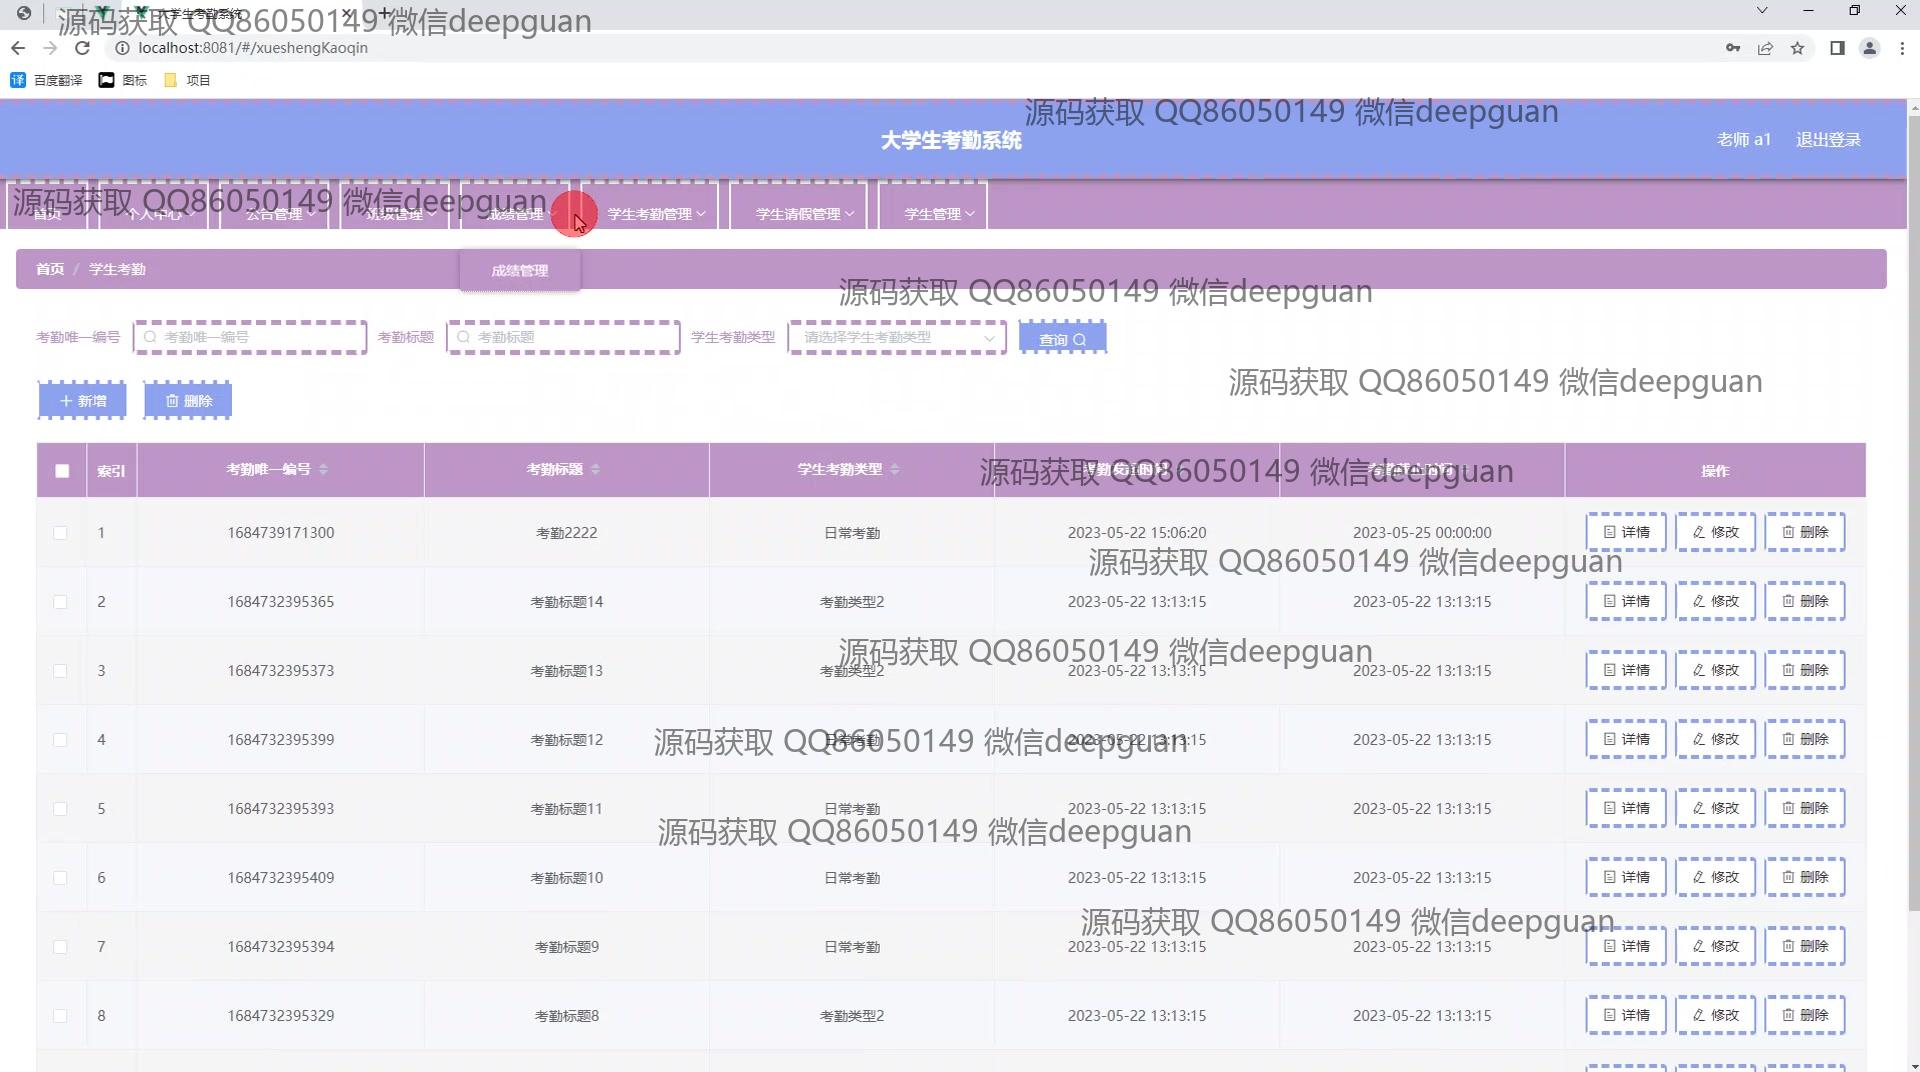 大学生考勤系统
源码获取 QQ86050149 微信deepguan
localhost:8081/#/xueshengKaoqin
百度翻译 图标 项目
源码获取 QQ86050149 微信deepguan
大学生考勤系统 老师 a1 退出登录
源码获取 QQ86050149 微信deepguan
首页 个人中心 公告管理 班级管理 成绩管理 学生考勤管理 学生请假管理 学生管理
首页 / 学生考勤 成绩管理
源码获取 QQ86050149 微信deepguan
考勤唯一编号 考勤唯一编号 考勤标题 考勤标题 学生考勤类型 请选择学生考勤类型 查询
源码获取 QQ86050149 微信deepguan
新增 删除
索引 考勤唯一编号 考勤标题 学生考勤类型 操作
源码获取 QQ86050149 微信deepguan
1 1684739171300 考勤2222 日常考勤 2023-05-22 15:06:20 2023-05-25 00:00:00 详情 修改 删除
源码获取 QQ86050149 微信deepguan
2 1684732395365 考勤标题14 考勤类型2 2023-05-22 13:13:15 2023-05-22 13:13:15 详情 修改 删除
源码获取 QQ86050149 微信deepguan
3 1684732395373 考勤标题13 考勤类型2 2023-05-22 13:13:15 2023-05-22 13:13:15 详情 修改 删除
4 1684732395399 考勤标题12 日常考勤 2023-05-22 13:13:15 2023-05-22 13:13:15 详情 修改 删除
源码获取 QQ86050149 微信deepguan
5 1684732395393 考勤标题11 日常考勤 2023-05-22 13:13:15 2023-05-22 13:13:15 详情 修改 删除
源码获取 QQ86050149 微信deepguan
6 1684732395409 考勤标题10 日常考勤 2023-05-22 13:13:15 2023-05-22 13:13:15 详情 修改 删除
源码获取 QQ86050149 微信deepguan
7 1684732395394 考勤标题9 日常考勤 2023-05-22 13:13:15 2023-05-22 13:13:15 详情 修改 删除
8 1684732395329 考勤标题8 考勤类型2 2023-05-22 13:13:15 2023-05-22 13:13:15 详情 修改 删除